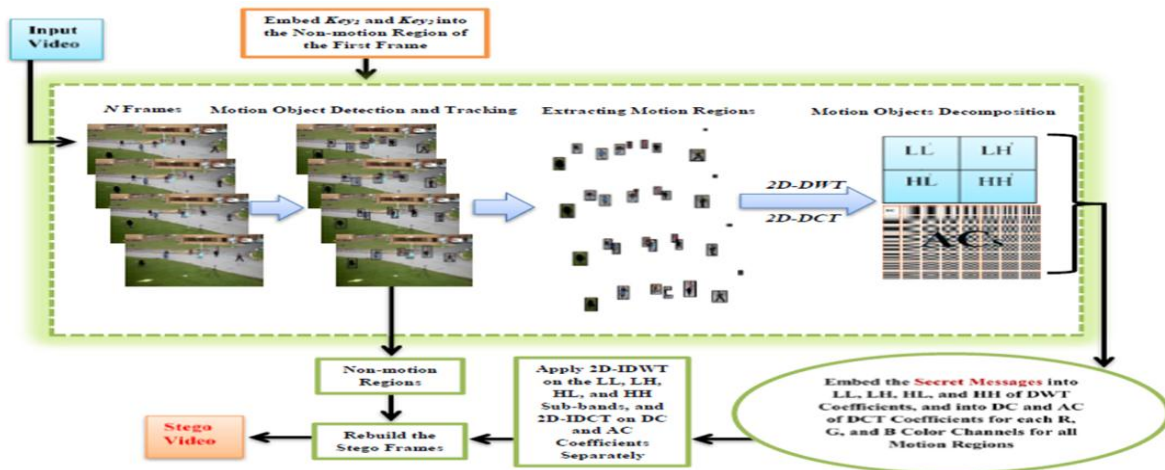 Input
Video
Embed Key1 and Key2 into
the Non-motion Region of
the First Frame
N Frames
Motion Object Detection and Tracking
Extracting Motion Regions
Motion Objects Decomposition
LL
LH
HL
HH
2D-DWT
2D-DCT
ACs
Non-motion
Regions
Apply 2D-IDWT
on the LL, LH,
HL, and HH
Sub-bands, and
2D-IDCT on DC
and AC
Coefficients
Separately
Embed the Secret Messages into
LL, LH, HL, and HH of DWT
Coefficients, and into DC and AC
of DCT Coefficients for each R,
G, and B Color Channels for all
Motion Regions
Stego
Video
Rebuild the
Stego Frames